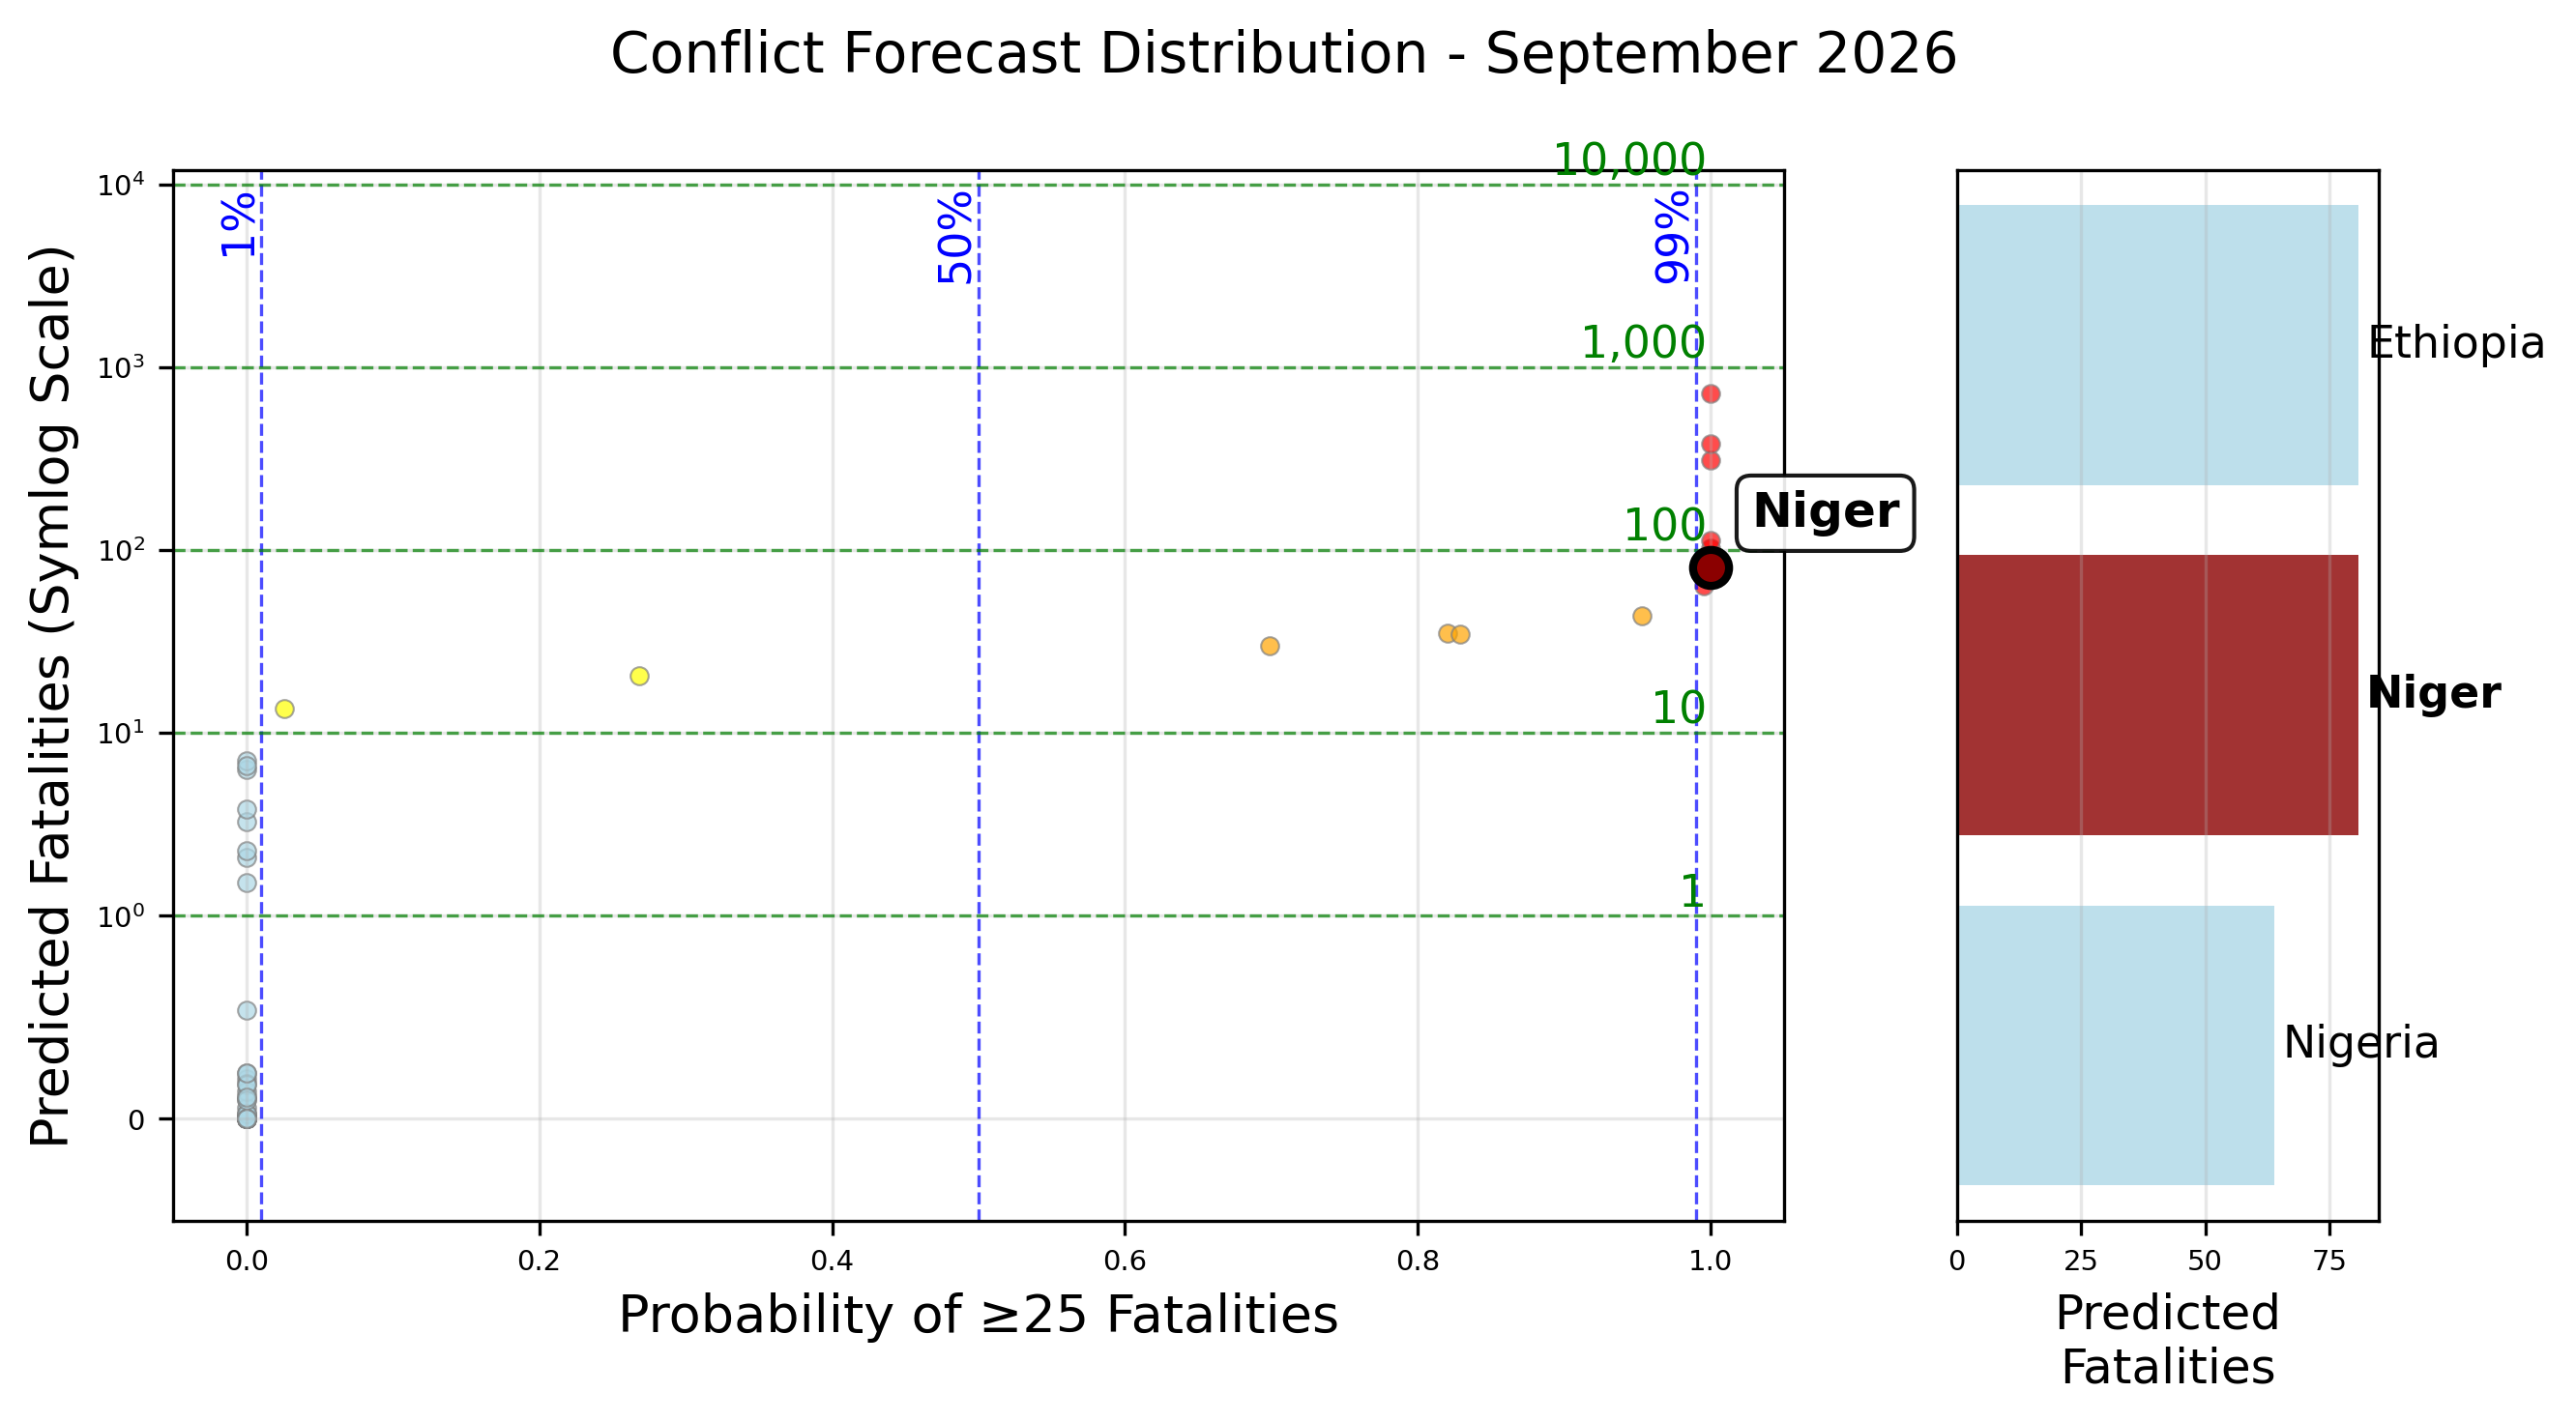 Conflict Forecast Distribution - September 2026
Predicted Fatalities (Symlog Scale)
10⁴
10³
10²
10¹
10⁰
0
1%
50%
99%
10,000
1,000
100
10
1
Niger
0.0 0.2 0.4 0.6 0.8 1.0
Probability of ≥25 Fatalities
Ethiopia
Niger
Nigeria
0 25 50 75
Predicted
Fatalities